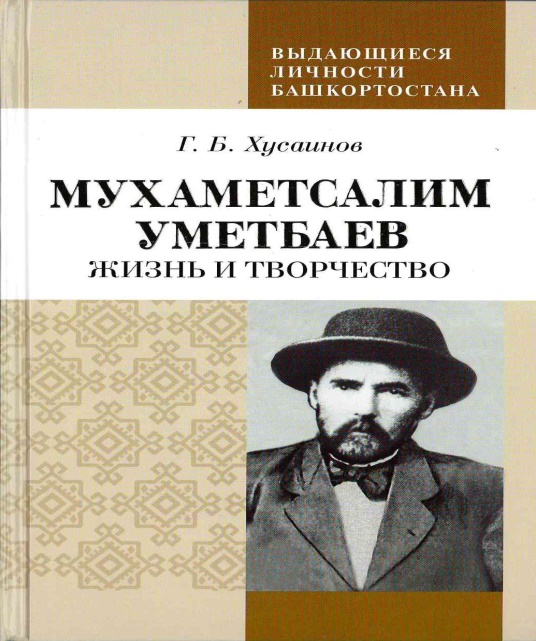 ВЫДАЮЩИЕСЯ
ЛИЧНОСТИ
БАШКОРТОСТАНА
Г. Б. Хусаинов
МУХАМЕТСАЛИМ
УМЕТБАЕВ
ЖИЗНЬ И ТВОРЧЕСТВО